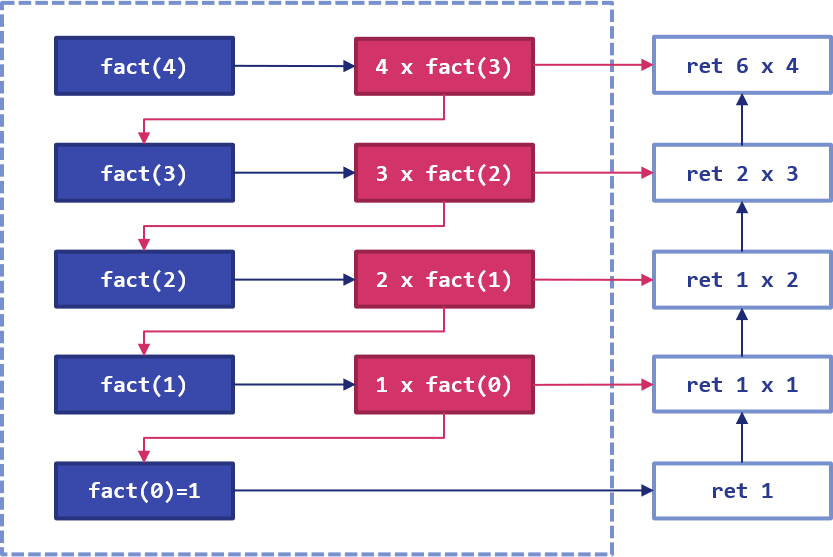 fact(4)
4 x fact(3)
ret 6 x 4
fact(3)
3 x fact(2)
ret 2 x 3
fact(2)
2 x fact(1)
ret 1 x 2
fact(1)
1 x fact(0)
ret 1 x 1
fact(0)=1
ret 1